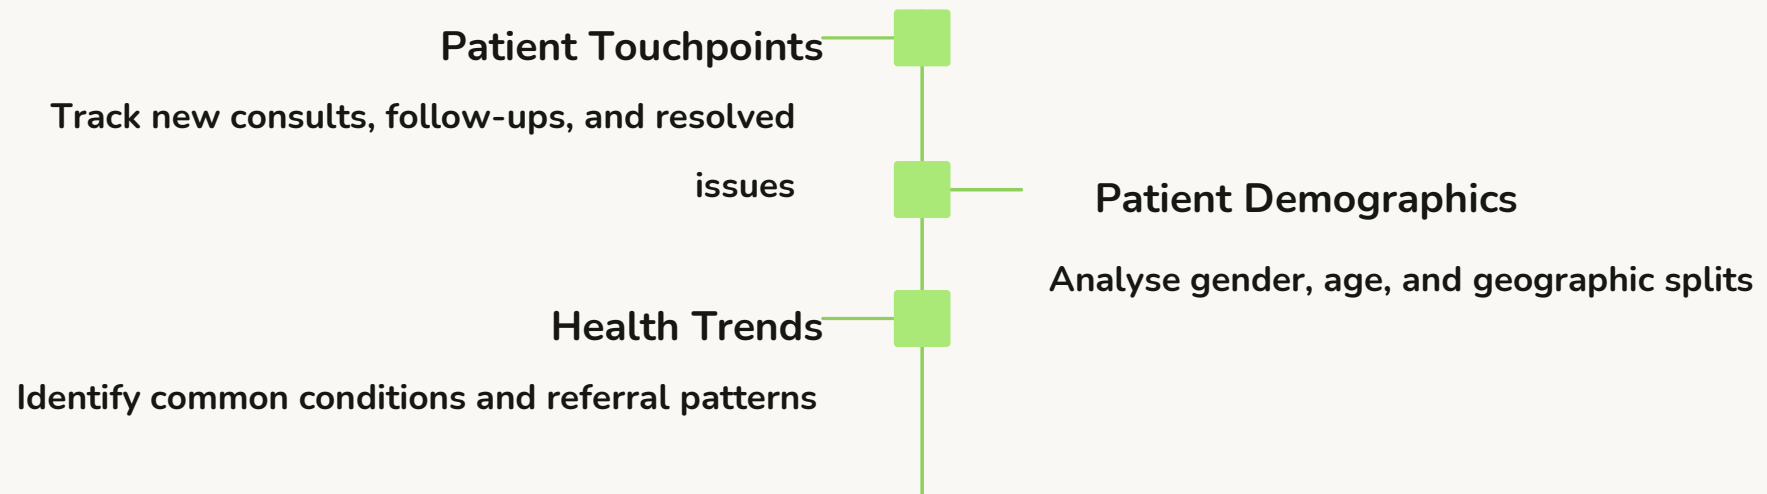 Patient Touchpoints
Track new consults, follow-ups, and resolved
issues
Patient Demographics
Analyse gender, age, and geographic splits
Health Trends
Identify common conditions and referral patterns